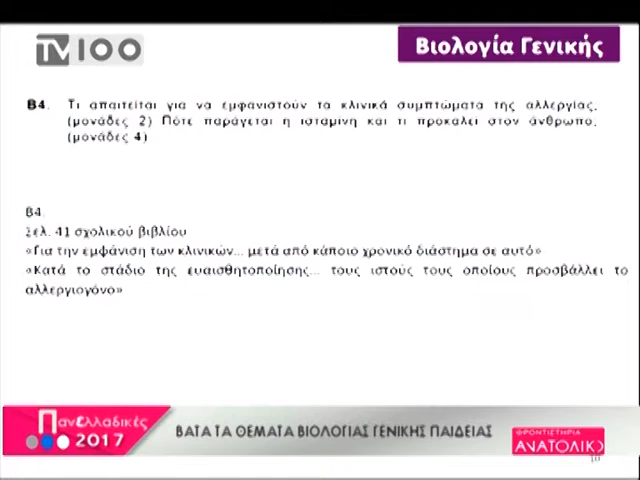 TV100
Βιολογία Γενικής
Β4. Τι απαιτείται για να εμφανιστούν τα κλινικά συμπτώματα της αλλεργίας,
(μονάδες 2) Πότε παράγεται η ισταμίνη και τι προκαλεί στον άνθρωπο,
(μονάδες 4)
Β4.
Σελ. 41 σχολικού βιβλίου
«Για την εμφάνιση των κλινικών... μετά από κάποιο χρονικό διάστημα σε αυτό»
«Κατά το στάδιο της ευαισθητοποίησης... τους ιστούς τους οποίους προσβάλλει το
αλλεργιογόνο»
Πανελλαδικές
2017
ΒΑΤΑ ΤΑ ΘΕΜΑΤΑ ΒΙΟΛΟΓΙΑΣ ΓΕΝΙΚΗΣ ΠΑΙΔΕΙΑΣ
ΦΡΟΝΤΙΣΤΗΡΙΑ
ΑΝΑΤΟΛΙΚΟ